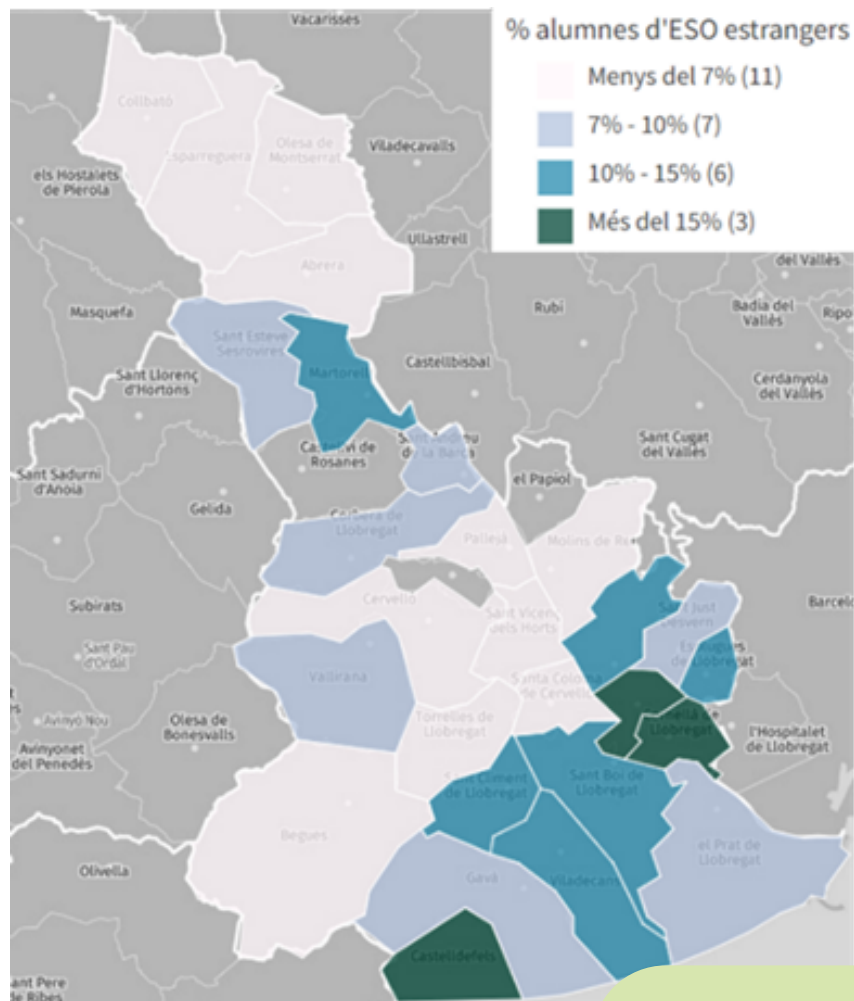 % alumnes d'ESO estrangers
Menys del 7% (11)
7% - 10% (7)
10% - 15% (6)
Més del 15% (3)
Vacarisses
Collbató
Esparreguera
Olesa de
Montserrat
Viladecavalls
els Hostalets
de Pierola
Ullastrell
Abrera
del Vallès
Masquefa
Rubí
Badia del
Vallès
Ripo
Sant Esteve
Sesrovires
Martorell
Castellbisbal
Sant Llorenç
d'Hortons
Cerdanyola
del Vallès
Sant Andreu
de la Barca
Castellví de
Rosanes
Sant Cugat
del Vallès
Sant Sadurní
d'Anoia
el Papiol
Gelida
Corbera de
Llobregat
Pallejà
Molins de Rei
Cervelló
Subirats
Sant Vicenç
dels Horts
Sant Just
Desvern
Barcelo
Sant Pau
d'Ordal
Esplugues
de Llobregat
Vallirana
Santa Coloma
de Cervelló
Avinyó Nou
Olesa de
Bonesvalls
Torrelles de
Llobregat
Cornellà de
Llobregat
l'Hospitalet
de Llobregat
Avinyonet
del Penedès
Sant Climent
de Llobregat
Sant Boi de
Llobregat
Begues
el Prat de
Llobregat
Olivella
Gavà
Viladecans
Castelldefels
ant Pere
de Ribes